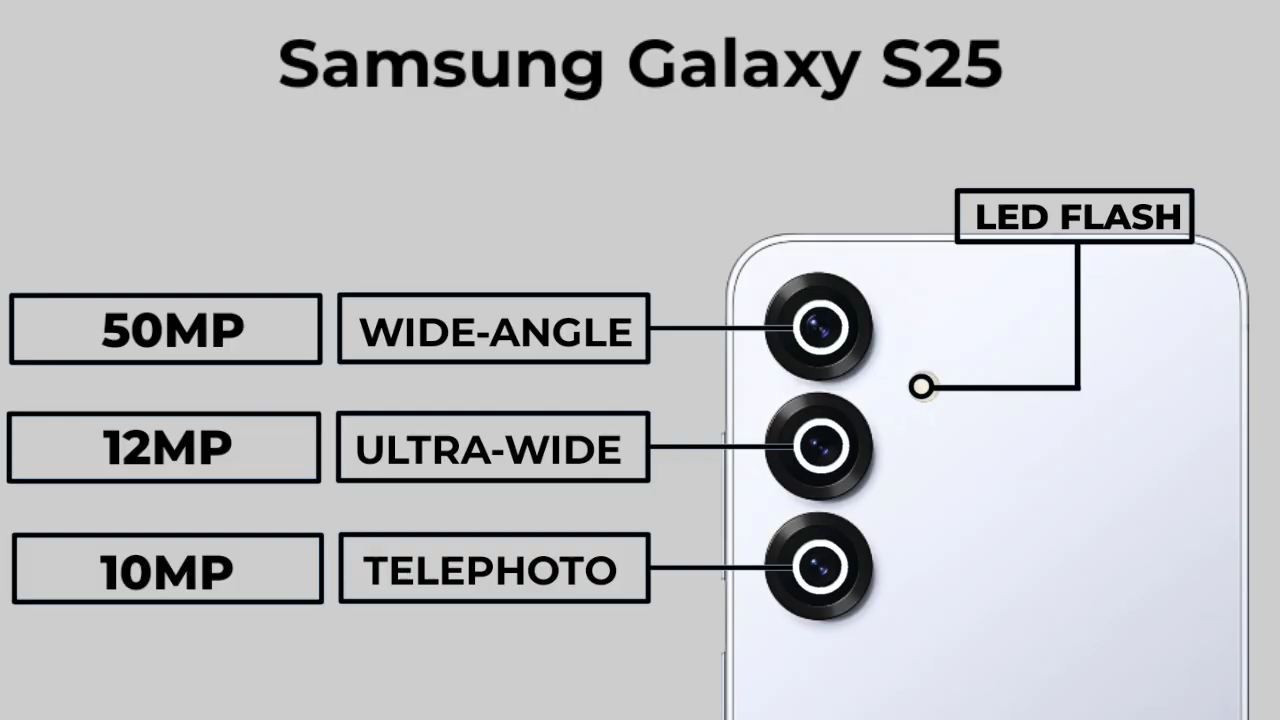 Samsung Galaxy S25
LED FLASH
50MP WIDE-ANGLE
12MP ULTRA-WIDE
10MP TELEPHOTO